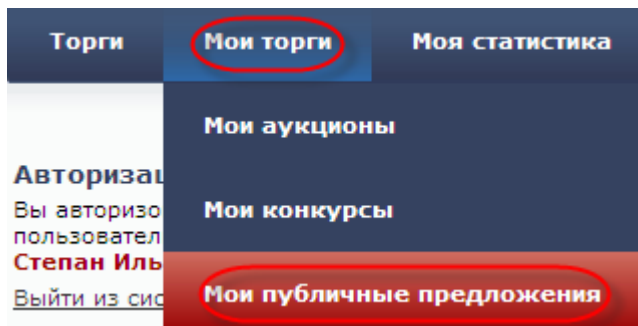 Торги Мои торги Моя статистика
Мои аукционы
Авторизац
Вы авторизо
Мои конкурсы
пользовател
Степан Иль
Выйти из сис
Мои публичные предложения